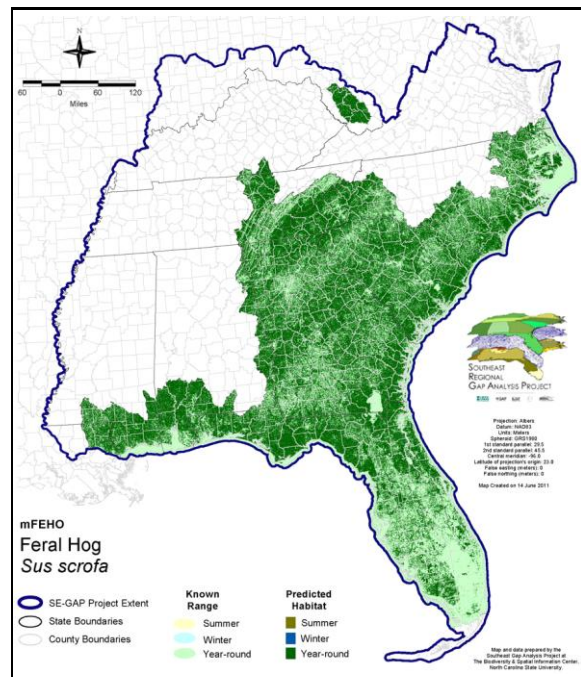 N
60 0 60 120
Miles
SOUTHEAST
REGIONAL
GAP ANALYSIS PROJECT
Projection: Albers
Datum: NAD83
Units: Meters
Spheroid: GRS1980
1st standard parallel: 29.5
2nd standard parallel: 45.5
Central meridian: -96.0
Latitude of projection's origin: 23.0
False easting (meters): 0
False northing (meters): 0
Map Created on 14 June 2011
mFEHO
Feral Hog
Sus scrofa
SE-GAP Project Extent
State Boundaries
County Boundaries
Known
Range
Summer
Winter
Year-round
Predicted
Habitat
Summer
Winter
Year-round
Map and data prepared by the
Southeast Gap Analysis Project at
The Biodiversity & Spatial Information Center,
North Carolina State University.